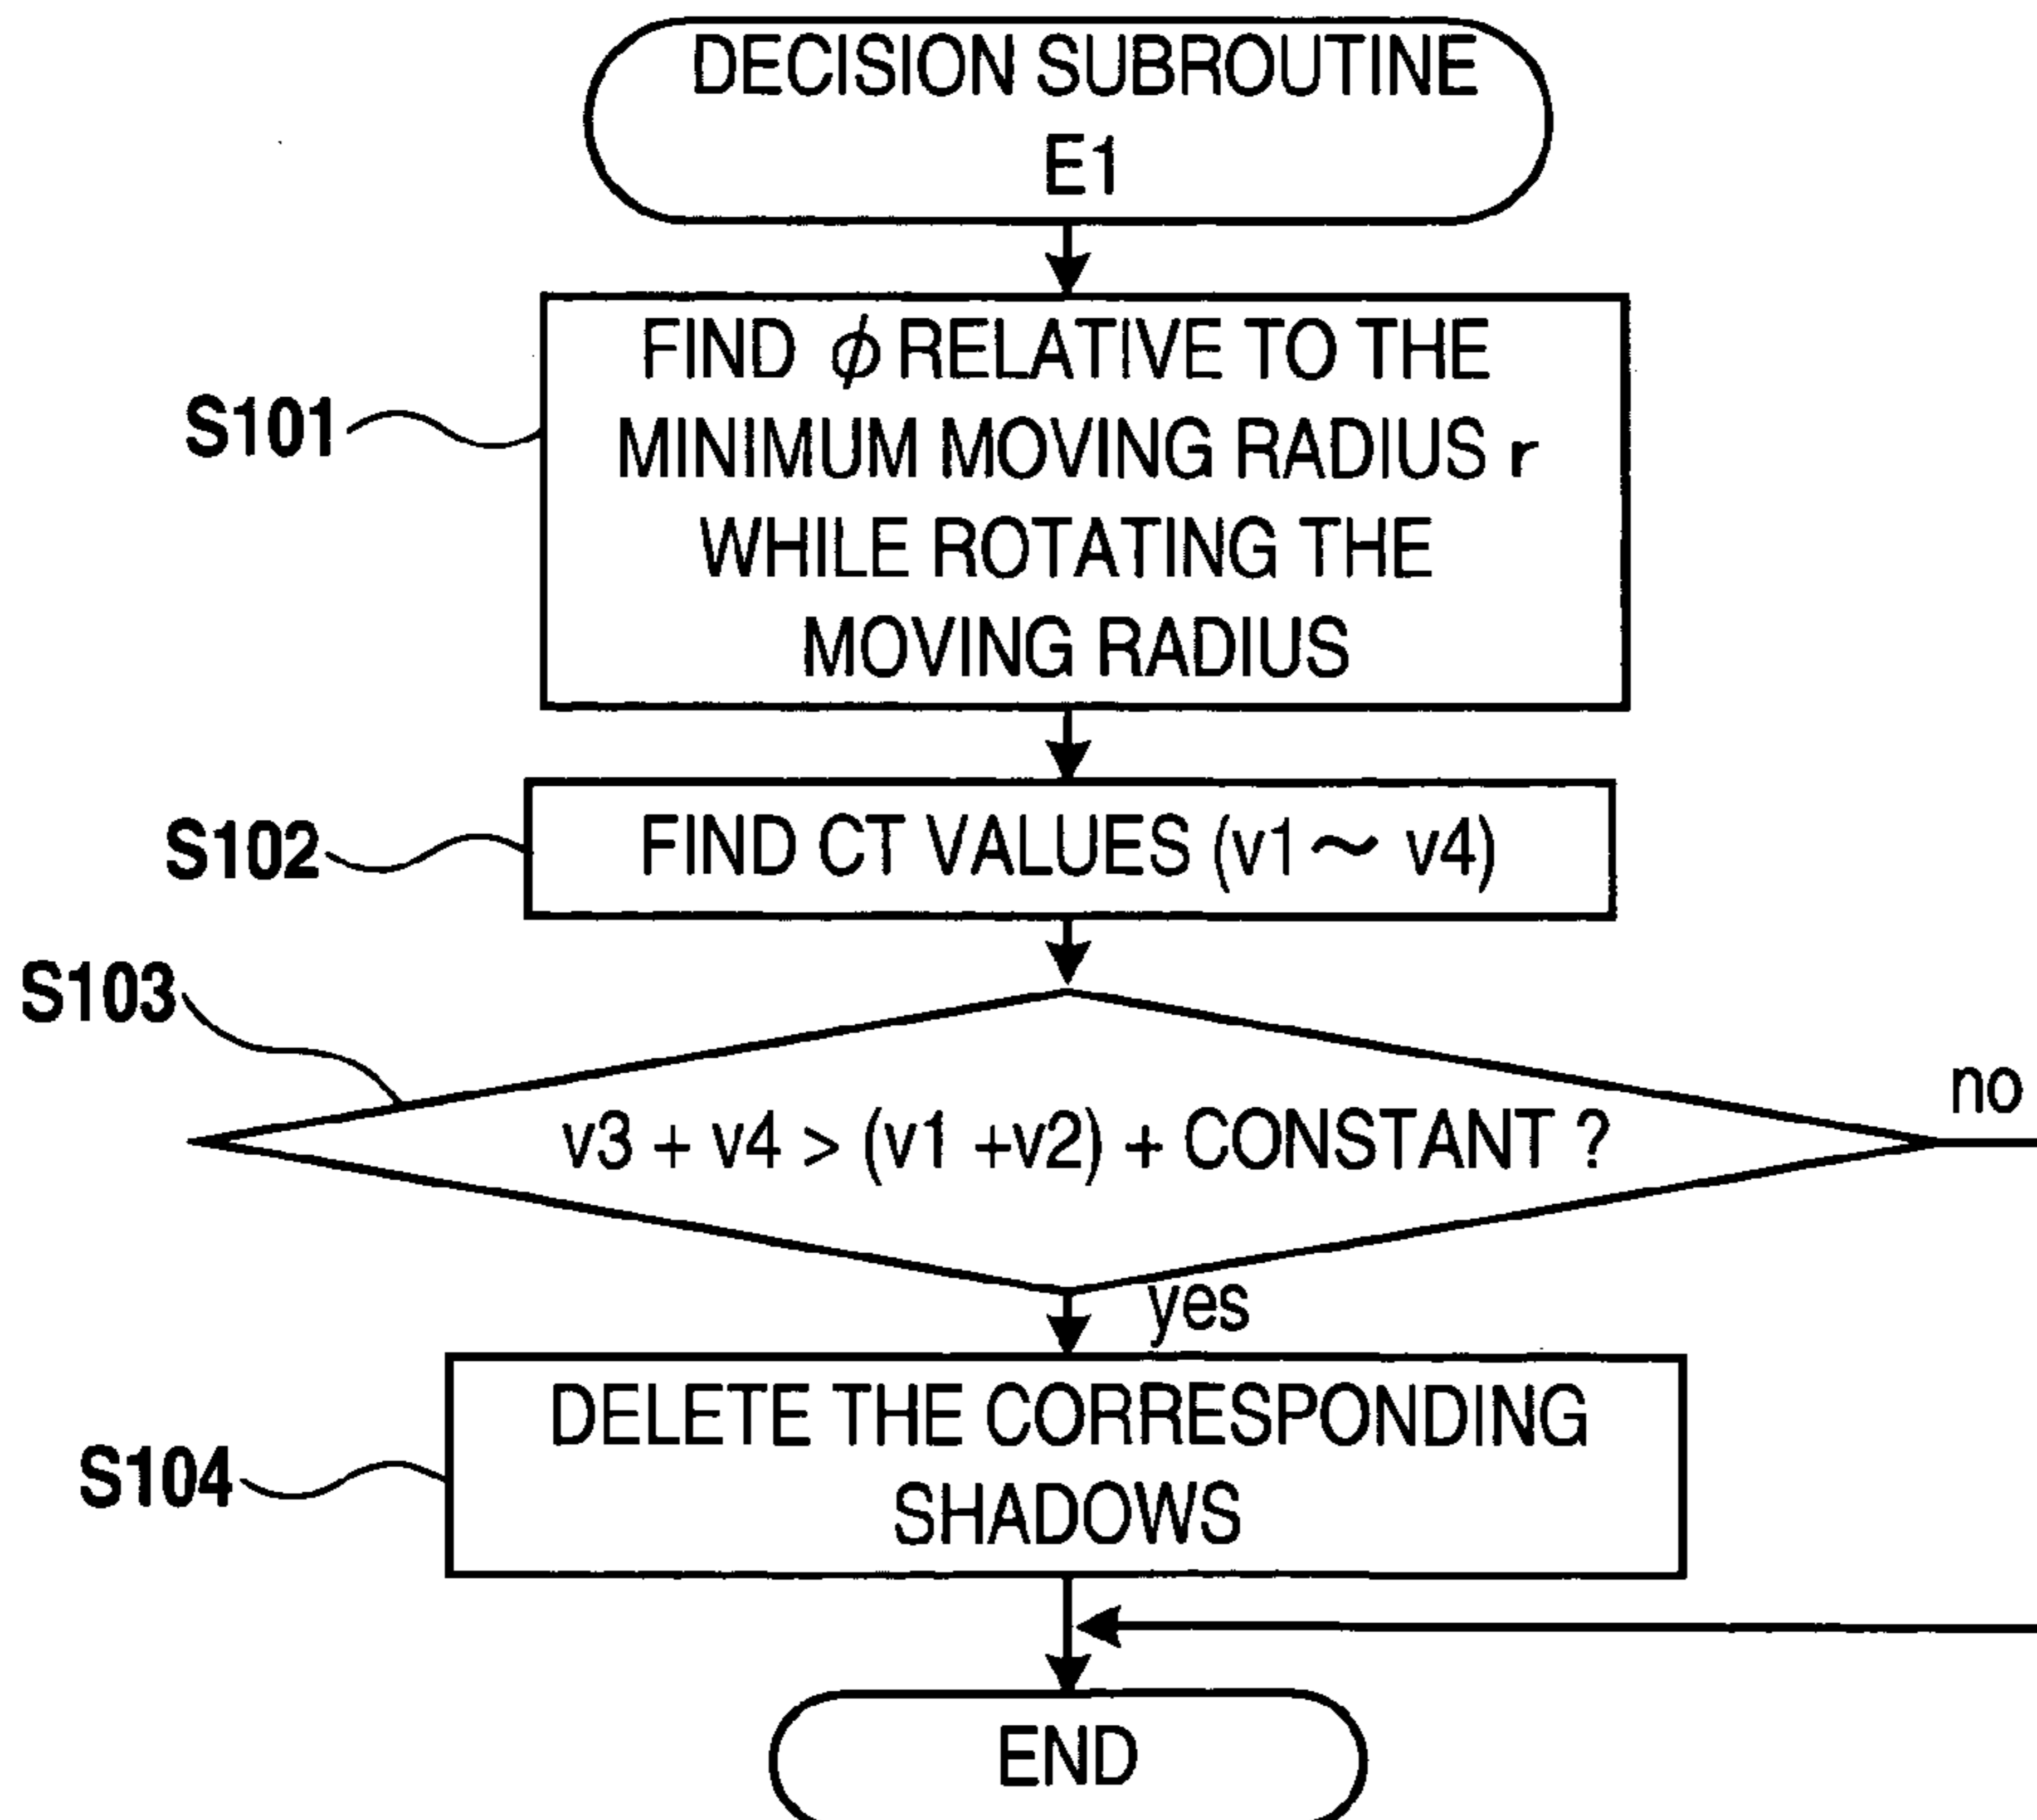 DECISION SUBROUTINE
E1
FIND ϕ RELATIVE TO THE
MINIMUM MOVING RADIUS r
WHILE ROTATING THE
MOVING RADIUS
S101
FIND CT VALUES (v1～ v4)
S102
S103
v3 + v4 > (v1 +v2) + CONSTANT ?
no
yes
DELETE THE CORRESPONDING
SHADOWS
S104
END